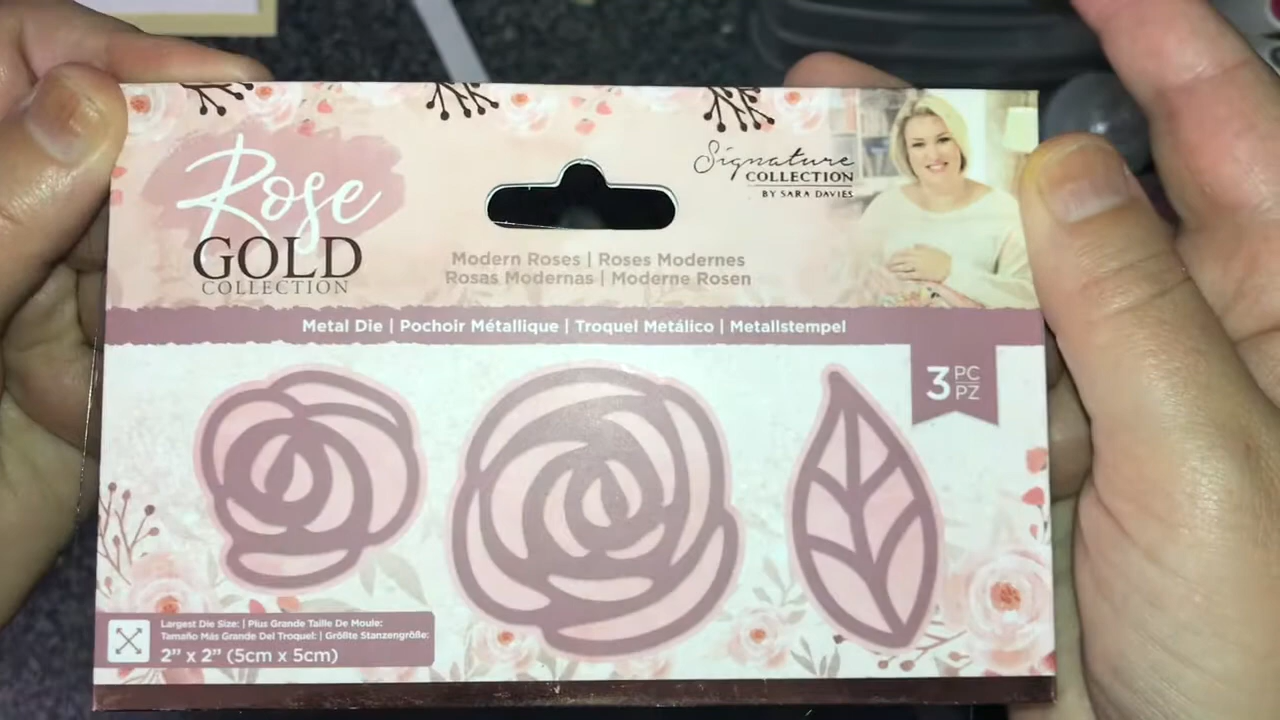 Rose
GOLD
COLLECTION
Signature
COLLECTION
BY SARA DAVIES
Modern Roses | Roses Modernes
Rosas Modernas | Moderne Rosen
Metal Die | Pochoir Métallique | Troquel Metálico | Metallstempel
3 PC
PZ
Largest Die Size: | Plus Grande Taille De Moule:
Tamaño Más Grande Del Troquel: | Größte Stanzengröße:
2” x 2” (5cm x 5cm)